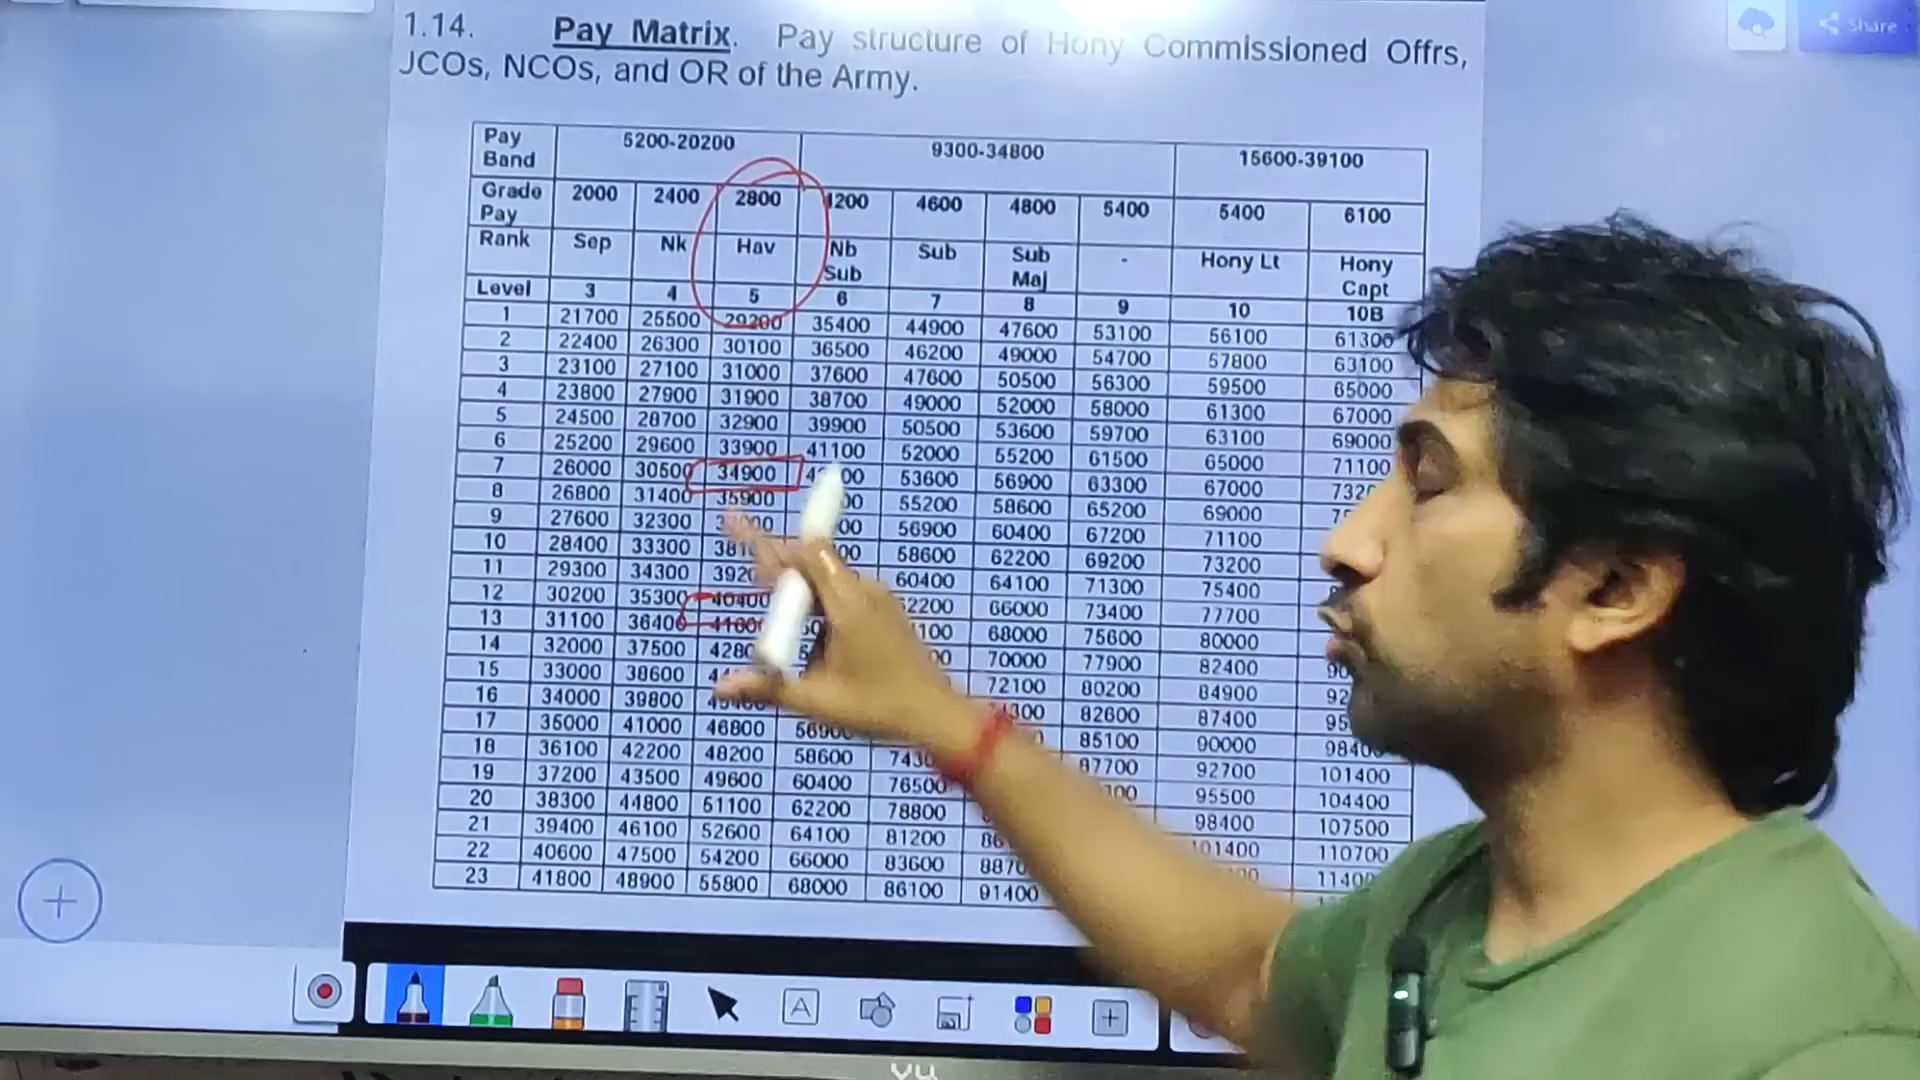 Share
1.14. Pay Matrix. Pay structure of Hony Commissioned Offrs,
JCOs, NCOs, and OR of the Army.
Pay Band 5200-20200 9300-34800 15600-39100
Grade Pay 2000 2400 2800 4200 4600 4800 5400 5400 6100
Rank Sep Nk Hav Nb Sub Sub Sub Maj - Hony Lt Hony Capt
Level 3 4 5 6 7 8 9 10 10B
1 21700 25500 29200 35400 44900 47600 53100 56100 61300
2 22400 26300 30100 36500 46200 49000 54700 57800 63100
3 23100 27100 31000 37600 47600 50500 56300 59500 65000
4 23800 27900 31900 38700 49000 52000 58000 61300 67000
5 24500 28700 32900 39900 50500 53600 59700 63100 69000
6 25200 29600 33900 41100 52000 55200 61500 65000 71100
7 26000 30500 34900 53600 56900 63300 67000
8 26800 31400 35900 55200 58600 65200 69000
9 27600 32300 56900 60400 67200 71100
10 28400 33300 58600 62200 69200 73200
11 29300 34300 60400 64100 71300 75400
12 30200 35300 40400 66000 73400 77700
13 31100 36400 68000 75600 80000
14 32000 37500 70000 77900 82400
15 33000 38600 72100 80200 84900
16 34000 39800 82600 87400
17 35000 41000 46800 56900 85100 90000 98400
18 36100 42200 48200 58600 87700 92700 101400
19 37200 43500 49600 60400 76500 95500 104400
20 38300 44800 51100 62200 78800 98400 107500
21 39400 46100 52600 64100 81200 101400 110700
22 40600 47500 54200 66000 83600
23 41800 48900 55800 68000 86100 91400
A